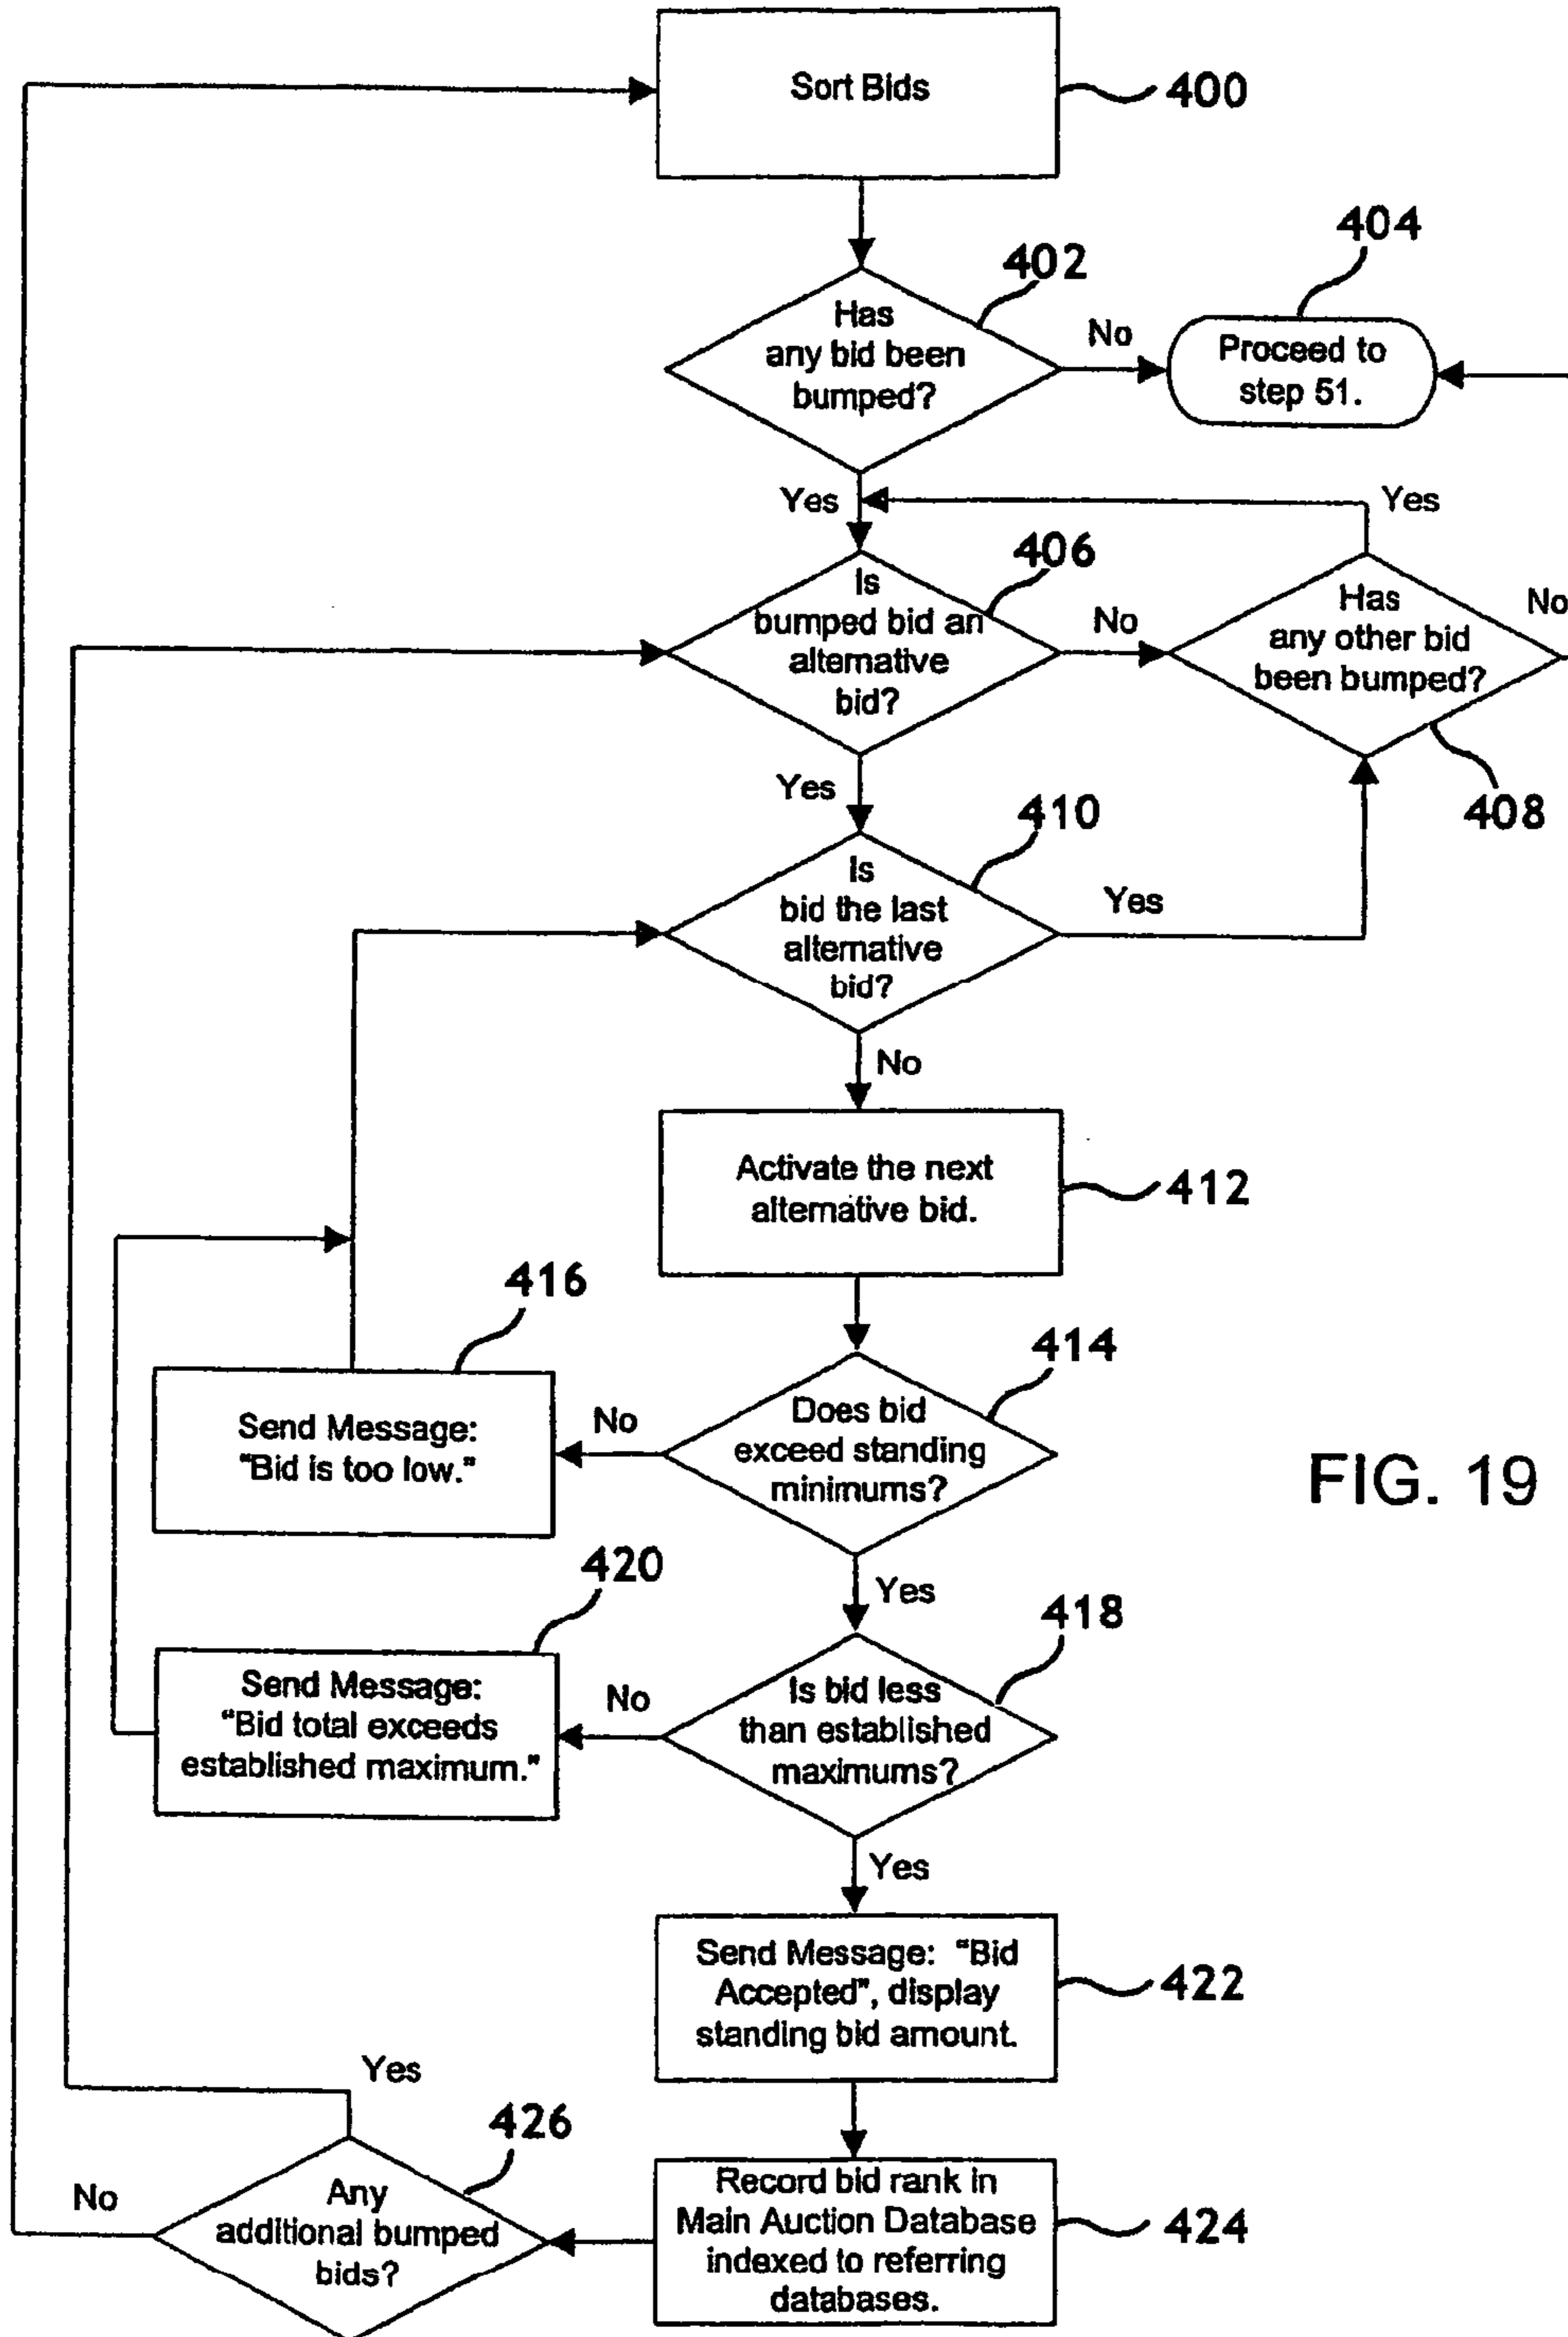 Sort Bids
400
404
402
Has
any bid been
bumped?
No
Proceed to
step 51.
Yes
Yes
406
Is
bumped bid an
alternative
bid?
No
Has
any other bid
been bumped?
No
408
Yes
410
Is
bid the last
alternative
bid?
Yes
No
Activate the next
alternative bid.
412
416
414
Send Message:
"Bid is too low."
No
Does bid
exceed standing
minimums?
FIG. 19
420
Yes
418
Send Message:
"Bid total exceeds
established maximum."
No
Is bid less
than established
maximums?
Yes
Send Message: "Bid
Accepted", display
standing bid amount.
422
Yes
426
No
Any
additional bumped
bids?
Record bid rank in
Main Auction Database
indexed to referring
databases.
424